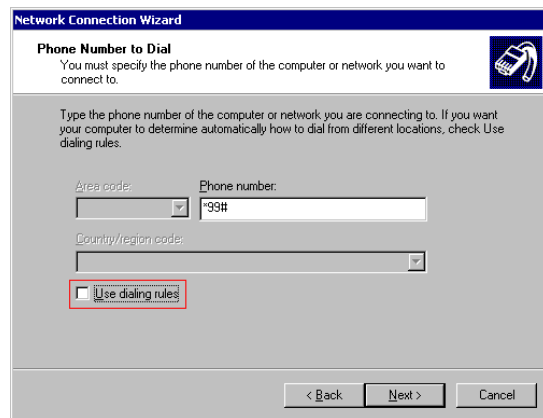 Network Connection Wizard
Phone Number to Dial
You must specify the phone number of the computer or network you want to
connect to.
Type the phone number of the computer or network you are connecting to. If you want
your computer to determine automatically how to dial from different locations, check Use
dialing rules.
Area code: Phone number:
*99#
Country/region code:
Use dialing rules
< Back Next > Cancel